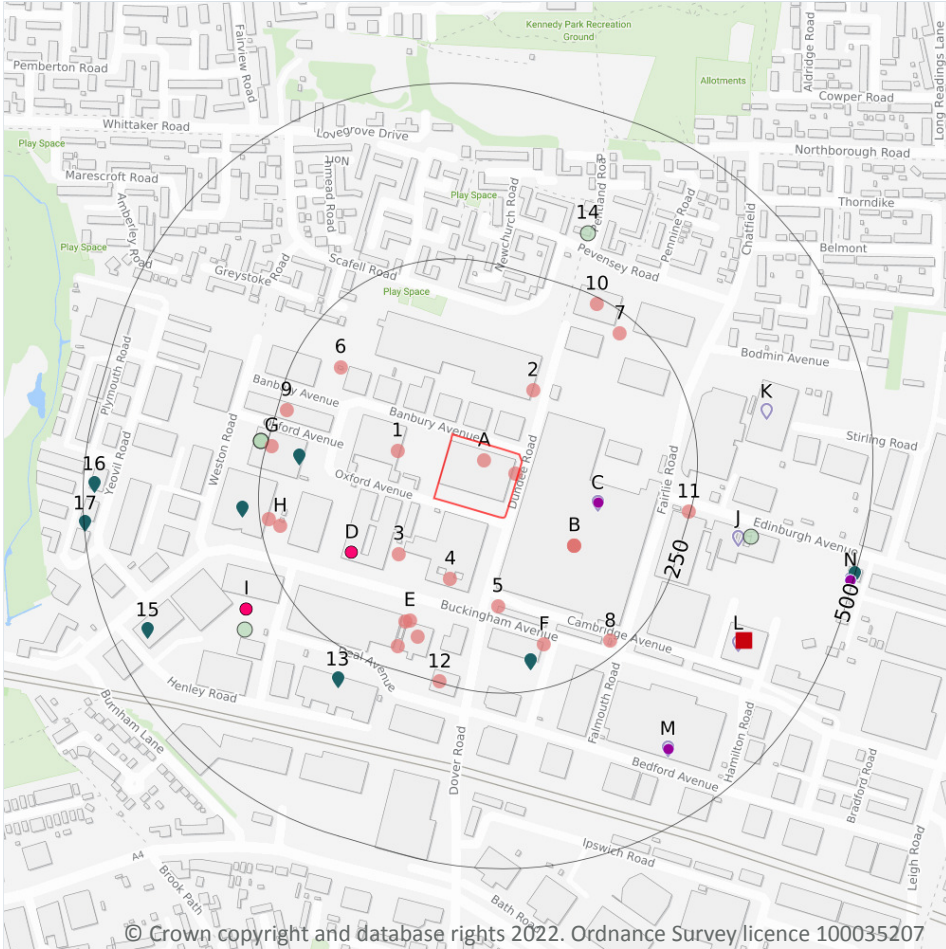 Kennedy Park Recreation
Ground
Aldridge Road
Long Readings Lane
Fairview Road
Pemberton Road
Allotments
Cowper Road
Whittaker Road
Lovegrove Drive
Play Space
Northborough Road
Marescroft Road
Play Space
Thorndike
Amberley Road
Newchurch Road
Pennine Road
Chatfield
14
Play Space
Belmont
Greystoke Road
Scafell Road
Pevensey Road
Play Space
10
7
Plymouth Road
6
Bodmin Avenue
2
Banbury Avenue
K
9
Banbury Avenue
G
1
A
Stirling Road
Weston Road
Yeovil Road
16
Oxford Avenue
Dundee Road
Fairlie Road
C
11
17
H
D
3
B
J
Edinburgh Avenue
4
250
N
500
I
5
Buckingham Avenue
15
E
F
Cambridge Avenue
8
L
13
Deal Avenue
12
Henley Road
Falmouth Road
Hamilton Road
Burnham Lane
M
Dover Road
Bedford Avenue
Bradford Road
Ipswich Road
A4
Leigh Road
Brook Path
Bath Road
© Crown copyright and database rights 2022. Ordnance Survey licence 100035207